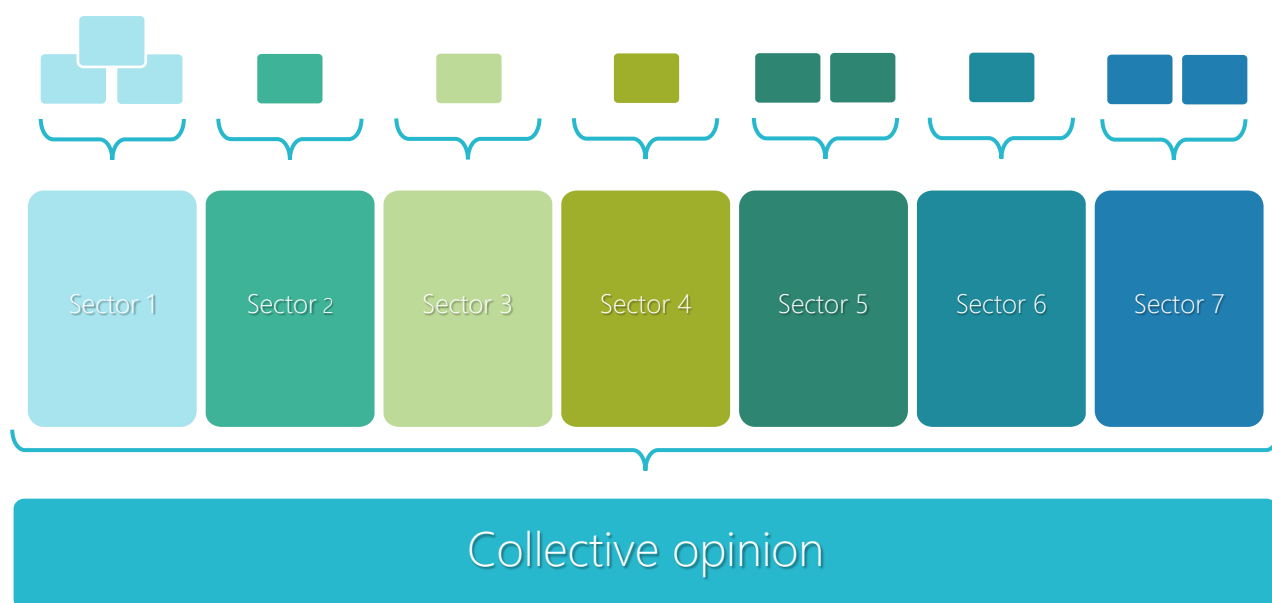 Sector 1
Sector 2
Sector 3
Sector 4
Sector 5
Sector 6
Sector 7
Collective opinion